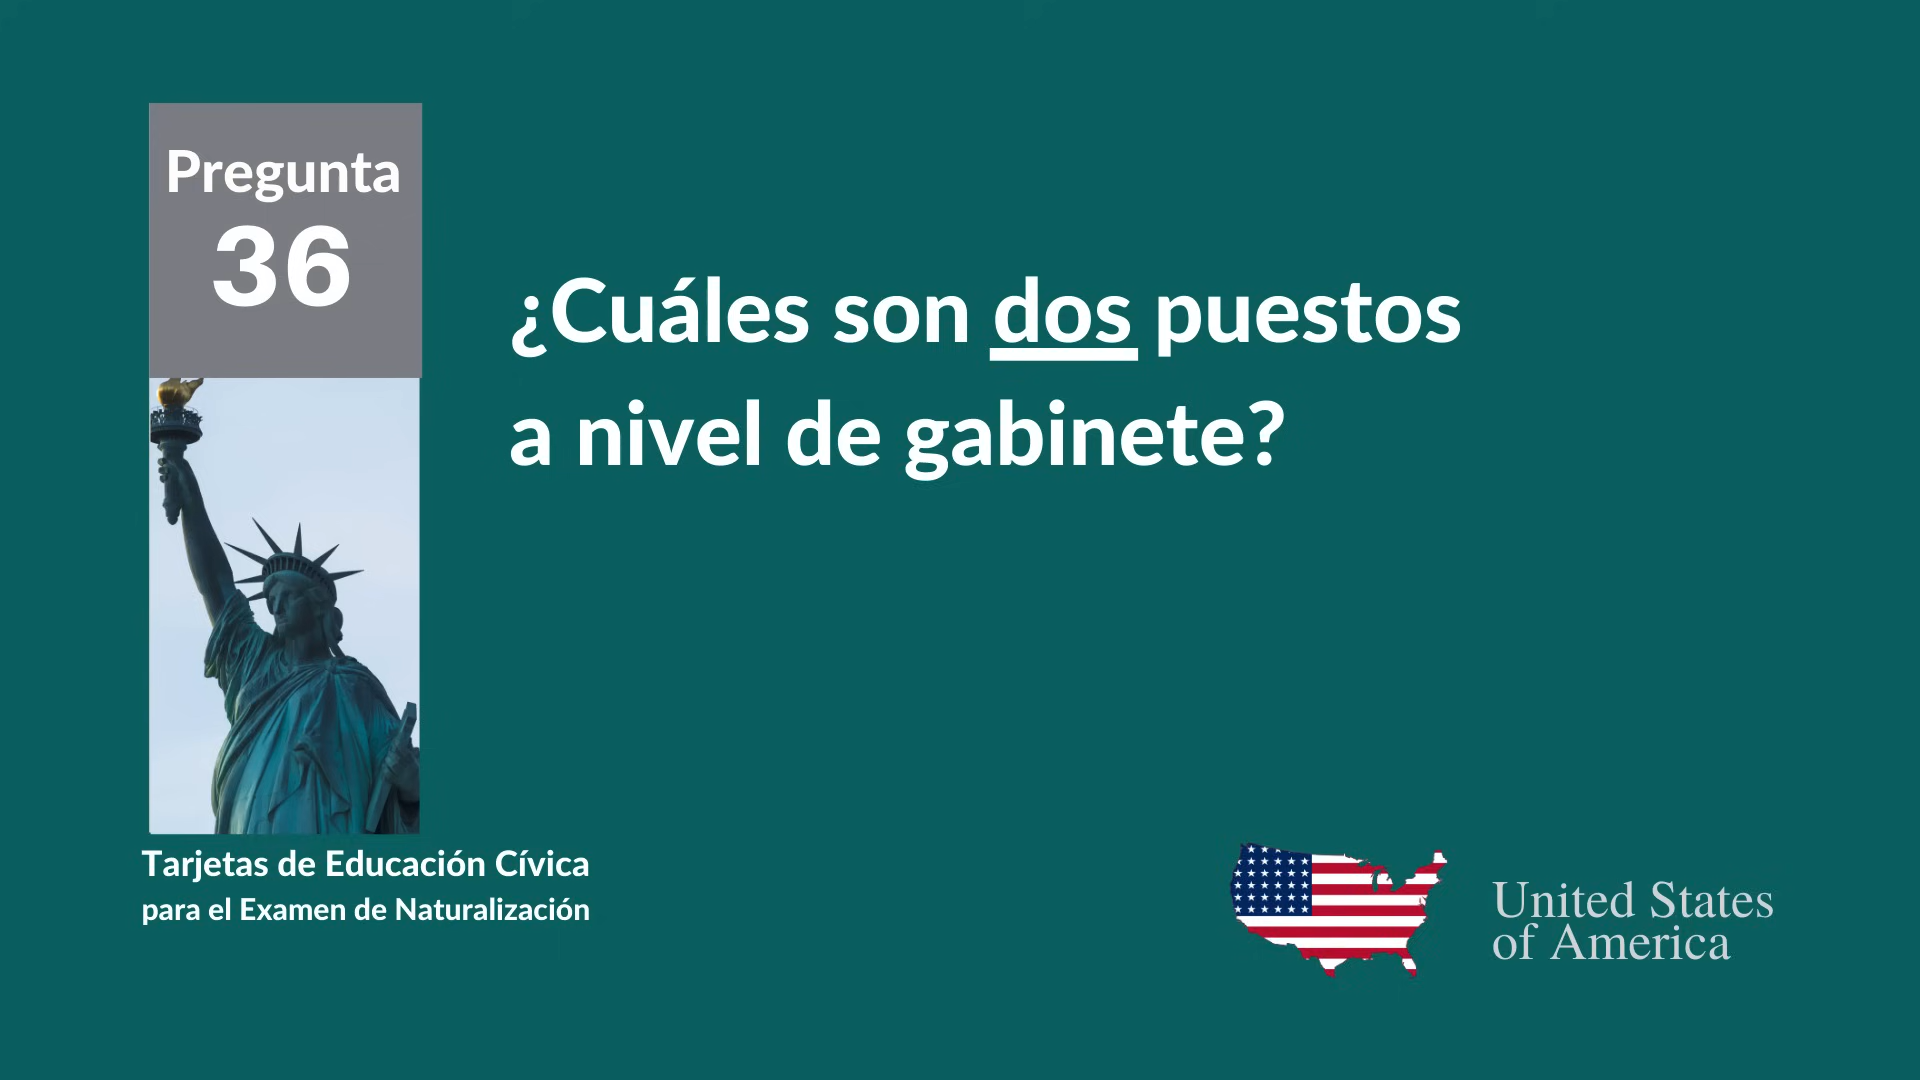 Pregunta
36
¿Cuáles son dos puestos
a nivel de gabinete?
Tarjetas de Educación Cívica
para el Examen de Naturalización
United States
of America